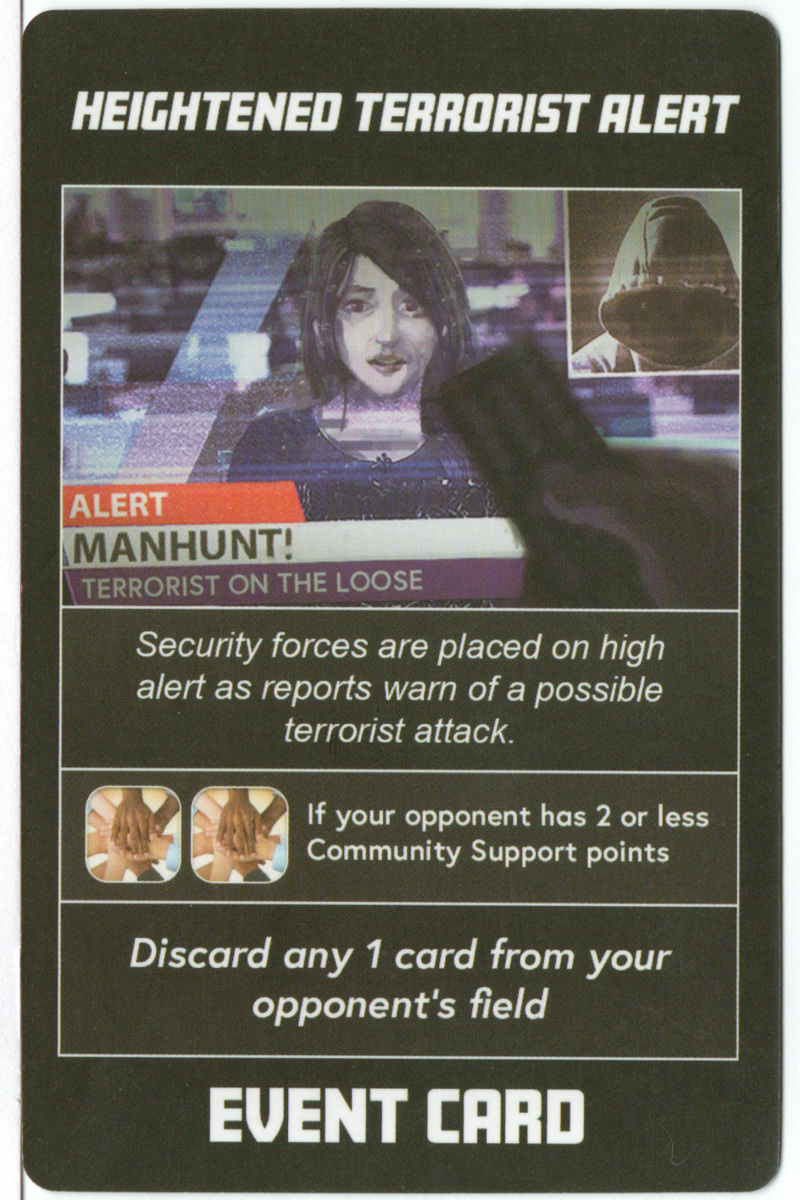 HEIGHTENED TERRORIST ALERT
ALERT
MANHUNT!
TERRORIST ON THE LOOSE
Security forces are placed on high
alert as reports warn of a possible
terrorist attack.
If your opponent has 2 or less
Community Support points
Discard any 1 card from your
opponent's field
EVENT CARD